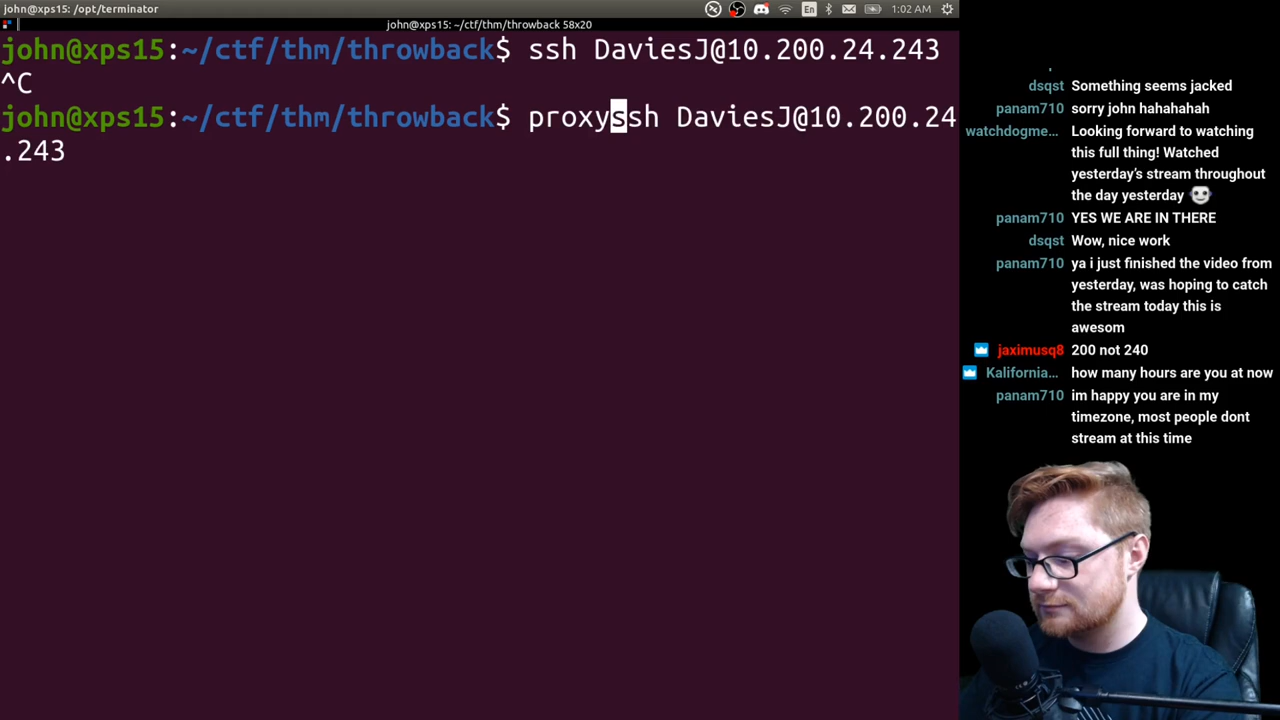 john@xps15: /opt/terminator
En
1:02 AM
john@xps15: ~/ctf/thm/throwback 58x20
john@xps15:~/ctf/thm/throwback$ ssh DaviesJ@10.200.24.243
^C
john@xps15:~/ctf/thm/throwback$ proxyssh DaviesJ@10.200.24
.243
dsqst Something seems jacked
panam710 sorry john hahahahah
watchdogme... Looking forward to watching
this full thing! Watched
yesterday's stream throughout
the day yesterday
panam710 YES WE ARE IN THERE
dsqst Wow, nice work
panam710 ya i just finished the video from
yesterday, was hoping to catch
the stream today this is
awesom
jaximusq8 200 not 240
Kalifornia... how many hours are you at now
panam710 im happy you are in my
timezone, most people dont
stream at this time